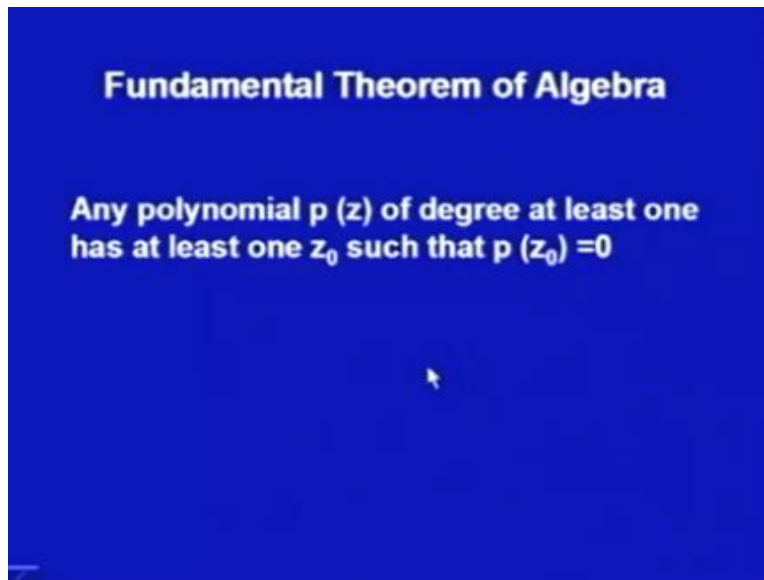 Fundamental Theorem of Algebra
Any polynomial p (z) of degree at least one
has at least one z₀ such that p (z₀) =0